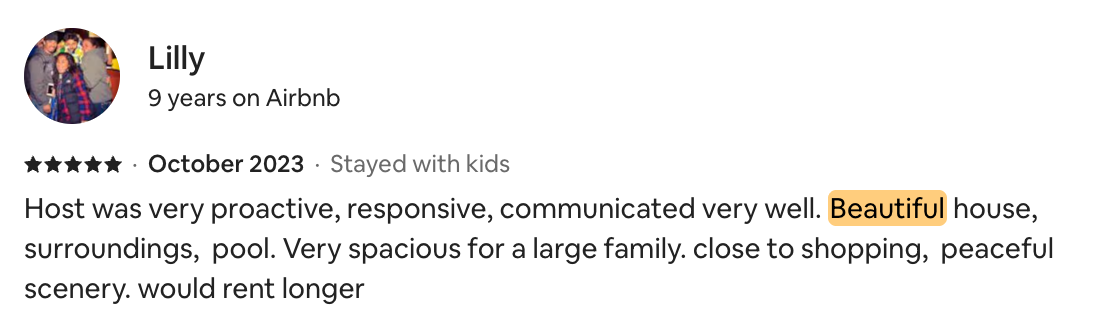 Lilly
9 years on Airbnb
★★★★★ · October 2023 · Stayed with kids
Host was very proactive, responsive, communicated very well. Beautiful house,
surroundings,  pool. Very spacious for a large family. close to shopping,  peaceful
scenery. would rent longer